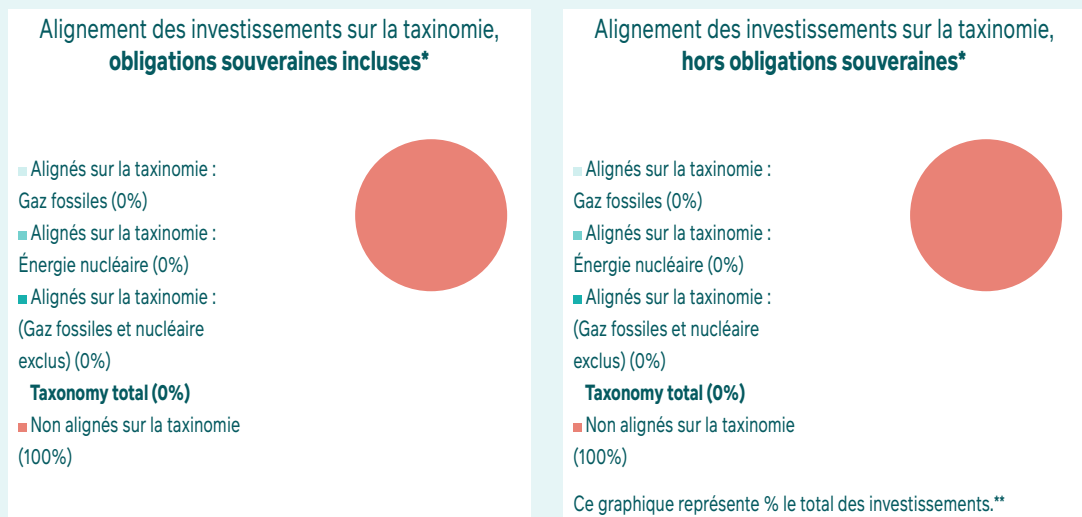 Alignement des investissements sur la taxinomie,
obligations souveraines incluses*
Alignés sur la taxinomie :
Gaz fossiles (0%)
Alignés sur la taxinomie :
Énergie nucléaire (0%)
Alignés sur la taxinomie :
(Gaz fossiles et nucléaire
exclus) (0%)
Taxonomy total (0%)
Non alignés sur la taxinomie
(100%)
Alignement des investissements sur la taxinomie,
hors obligations souveraines*
Alignés sur la taxinomie :
Gaz fossiles (0%)
Alignés sur la taxinomie :
Énergie nucléaire (0%)
Alignés sur la taxinomie :
(Gaz fossiles et nucléaire
exclus) (0%)
Taxonomy total (0%)
Non alignés sur la taxinomie
(100%)
Ce graphique représente % le total des investissements.**